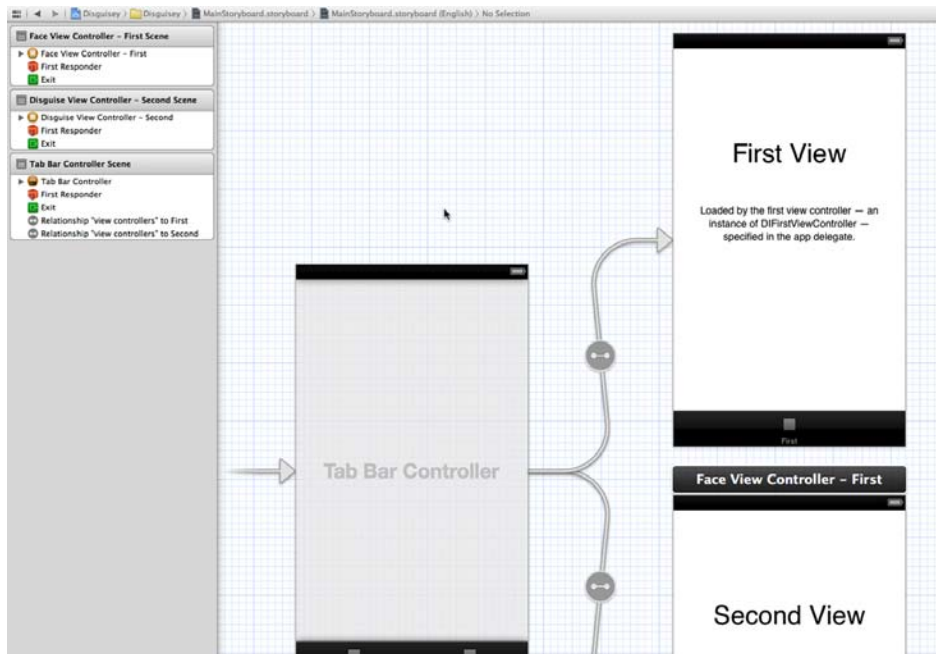 Disguisey 〉 Disguisey 〉 MainStoryboard.storyboard 〉 MainStoryboard.storyboard (English) 〉 No Selection
Face View Controller – First Scene
Face View Controller – First
First Responder
Exit
Disguise View Controller – Second Scene
Disguise View Controller – Second
First Responder
Exit
Tab Bar Controller Scene
Tab Bar Controller
First Responder
Exit
Relationship "view controllers" to First
Relationship "view controllers" to Second
Tab Bar Controller
First View
Loaded by the first view controller — an
instance of DIFirstViewController —
specified in the app delegate.
First
Face View Controller – First
Second View